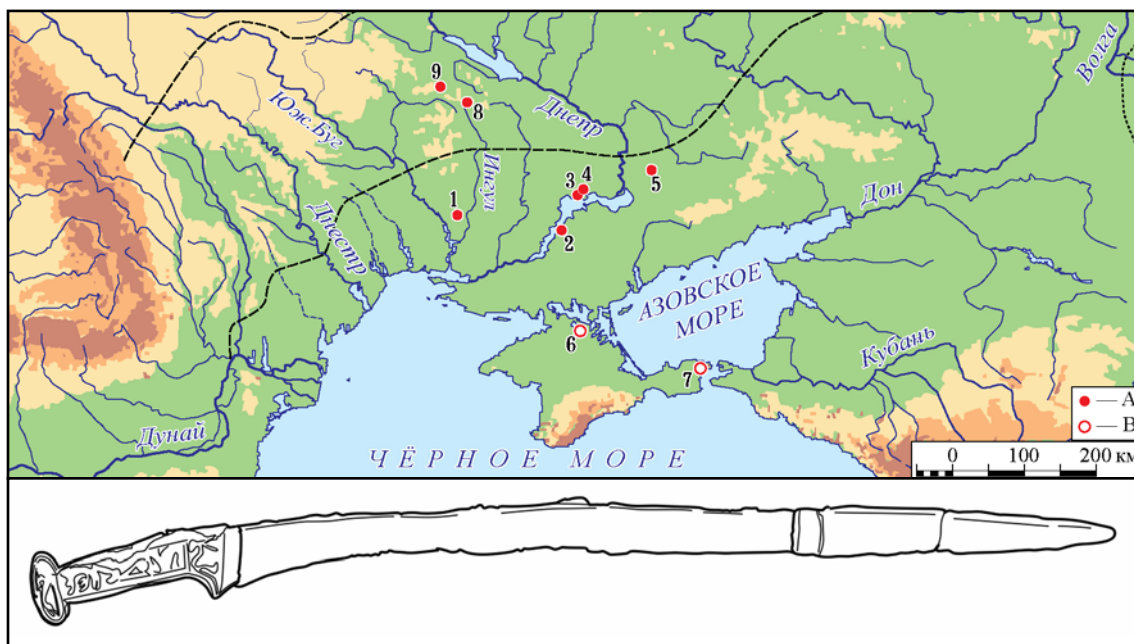 Волга
9
8
Юж.Буг
Днепр
Ингул
4
3
5
1
2
Дон
Днестр
АЗОВСКОЕ
МОРЕ
6
7
Кубань
— А
— В
Дунай
ЧЁРНОЕ МОРЕ
0 100 200 км